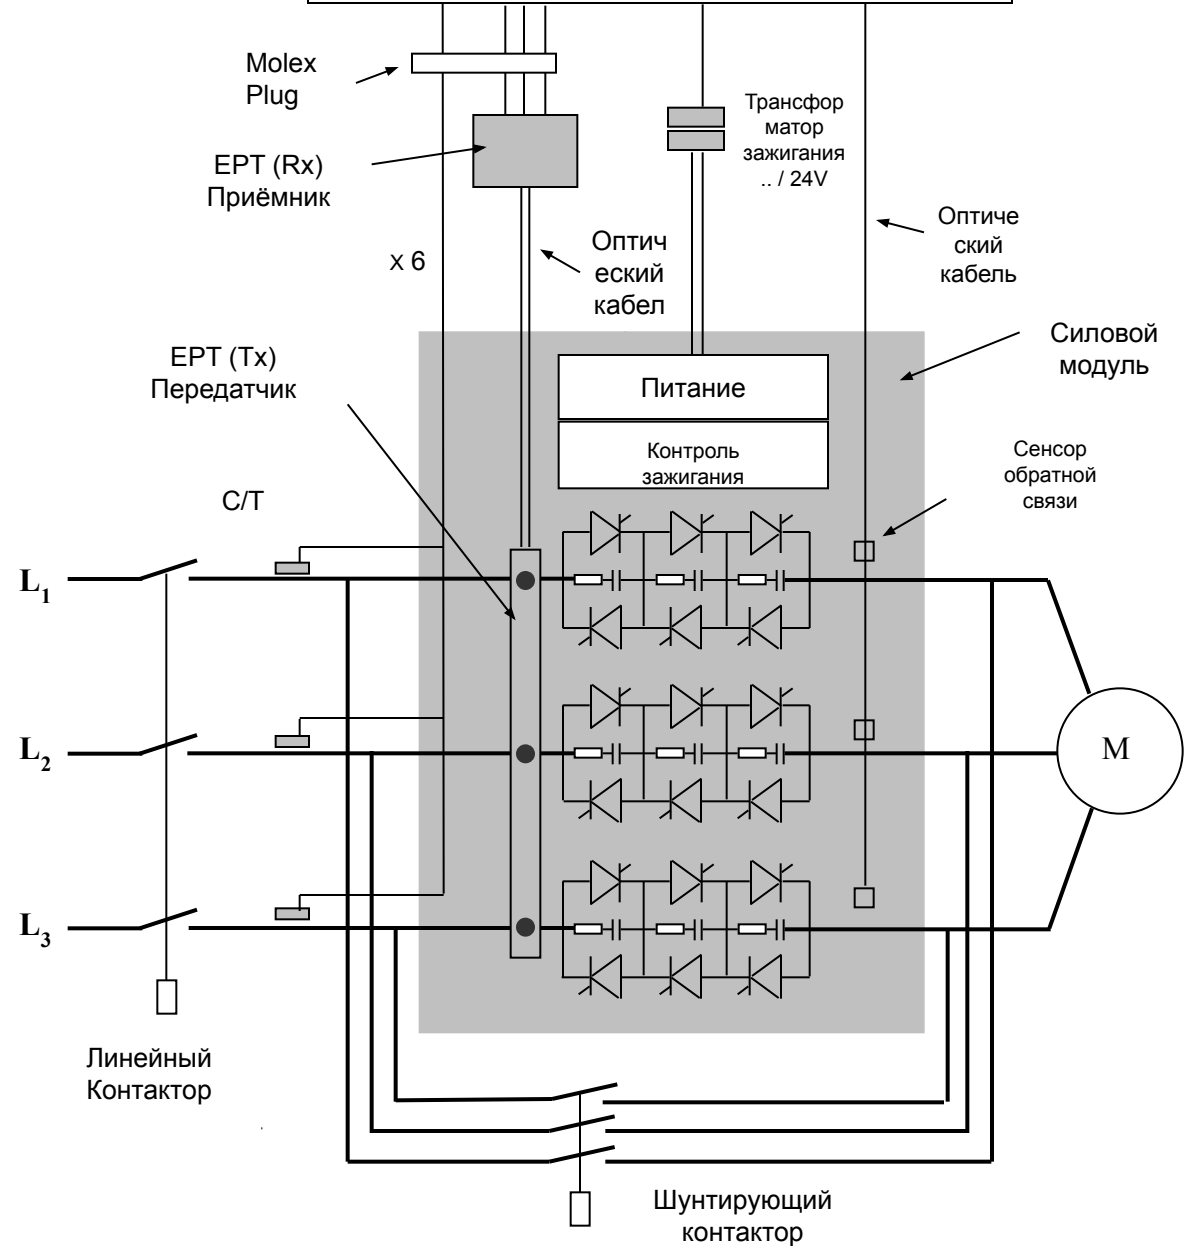 Molex
Plug
Трансфор
матор
зажигания
.. / 24V
EPT (Rx)
Приёмник
Оптиче
ский
кабель
Оптич
еский
кабел
X 6
Силовой
модуль
EPT (Tx)
Передатчик
Питание
Контроль
зажигания
Сенсор
обратной
связи
C/T
L1
L2
M
L3
Линейный
Контактор
Шунтирующий
контактор